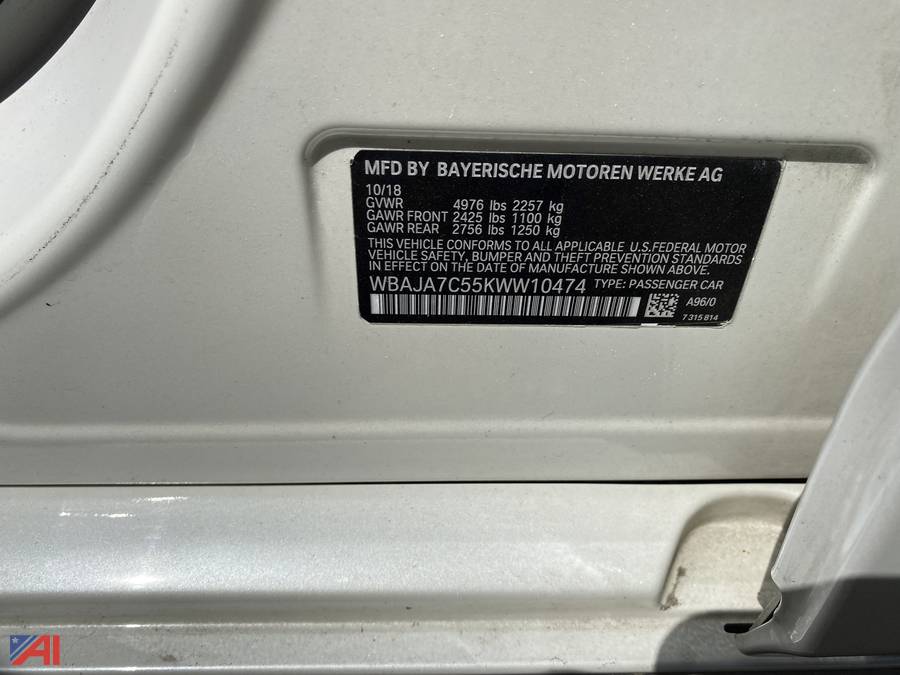 MFD BY BAYERISCHE MOTOREN WERKE AG
10/18
GVWR 4976 lbs 2257 kg
GAWR FRONT 2425 lbs 1100 kg
GAWR REAR 2756 lbs 1250 kg
THIS VEHICLE CONFORMS TO ALL APPLICABLE U.S.FEDERAL MOTOR
VEHICLE SAFETY, BUMPER AND THEFT PREVENTION STANDARDS
IN EFFECT ON THE DATE OF MANUFACTURE SHOWN ABOVE.
WBAJA7C55KWW10474 TYPE: PASSENGER CAR
A96/0
7 315 814
AI